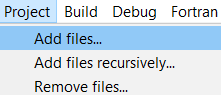 Project Build Debug Fortran
Add files...
Add files recursively...
Remove files...